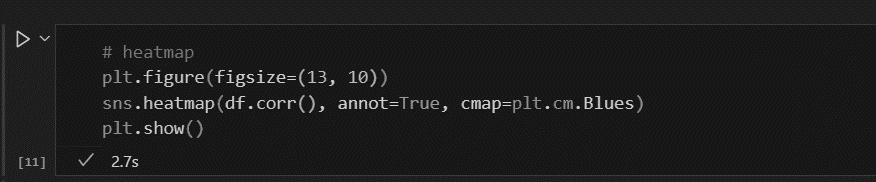 # heatmap
plt.figure(figsize=(13, 10))
sns.heatmap(df.corr(), annot=True, cmap=plt.cm.Blues)
plt.show()
[11] 2.7s